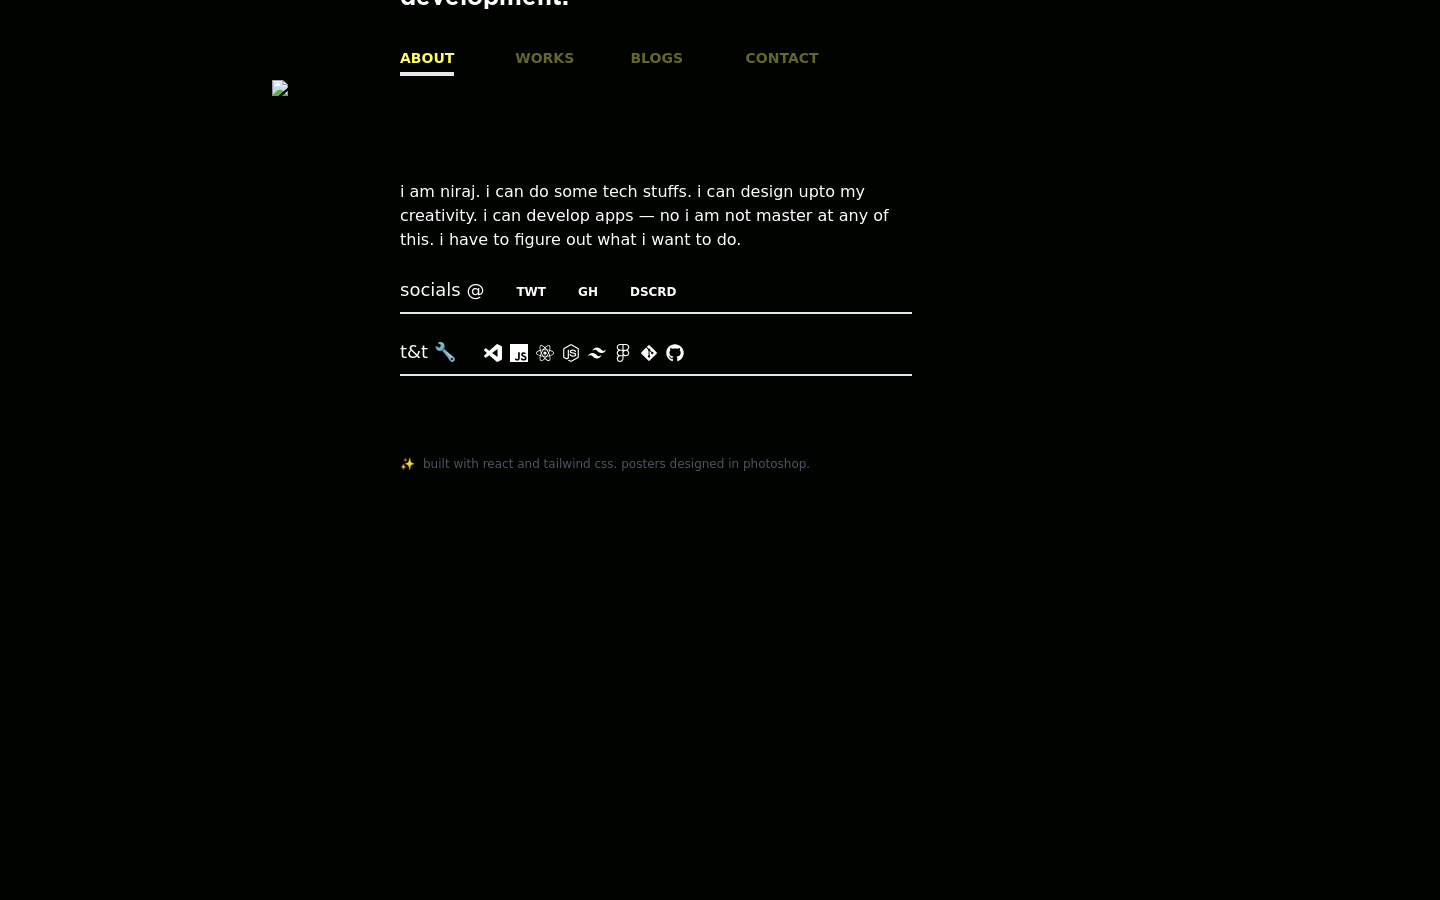 development.
ABOUT WORKS BLOGS CONTACT
i am niraj. i can do some tech stuffs. i can design upto my
creativity. i can develop apps — no i am not master at any of
this. i have to figure out what i want to do.
socials @ TWT GH DSCRD
t&t 🔧 JS JS
✨ built with react and tailwind css. posters designed in photoshop.